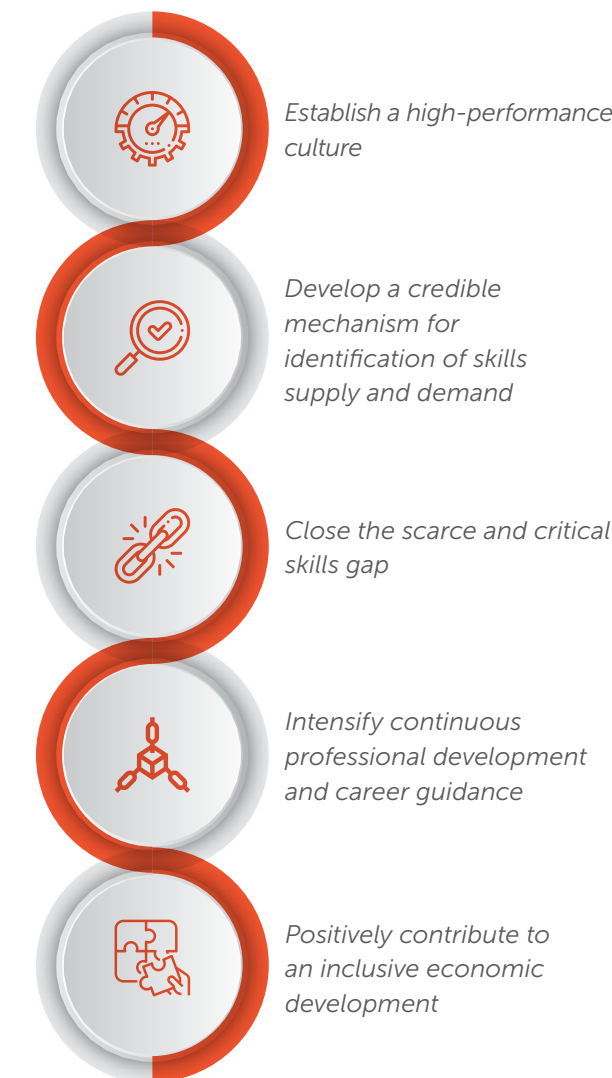 Establish a high-performance
culture
Develop a credible
mechanism for
identification of skills
supply and demand
Close the scarce and critical
skills gap
Intensify continuous
professional development
and career guidance
Positively contribute to
an inclusive economic
development